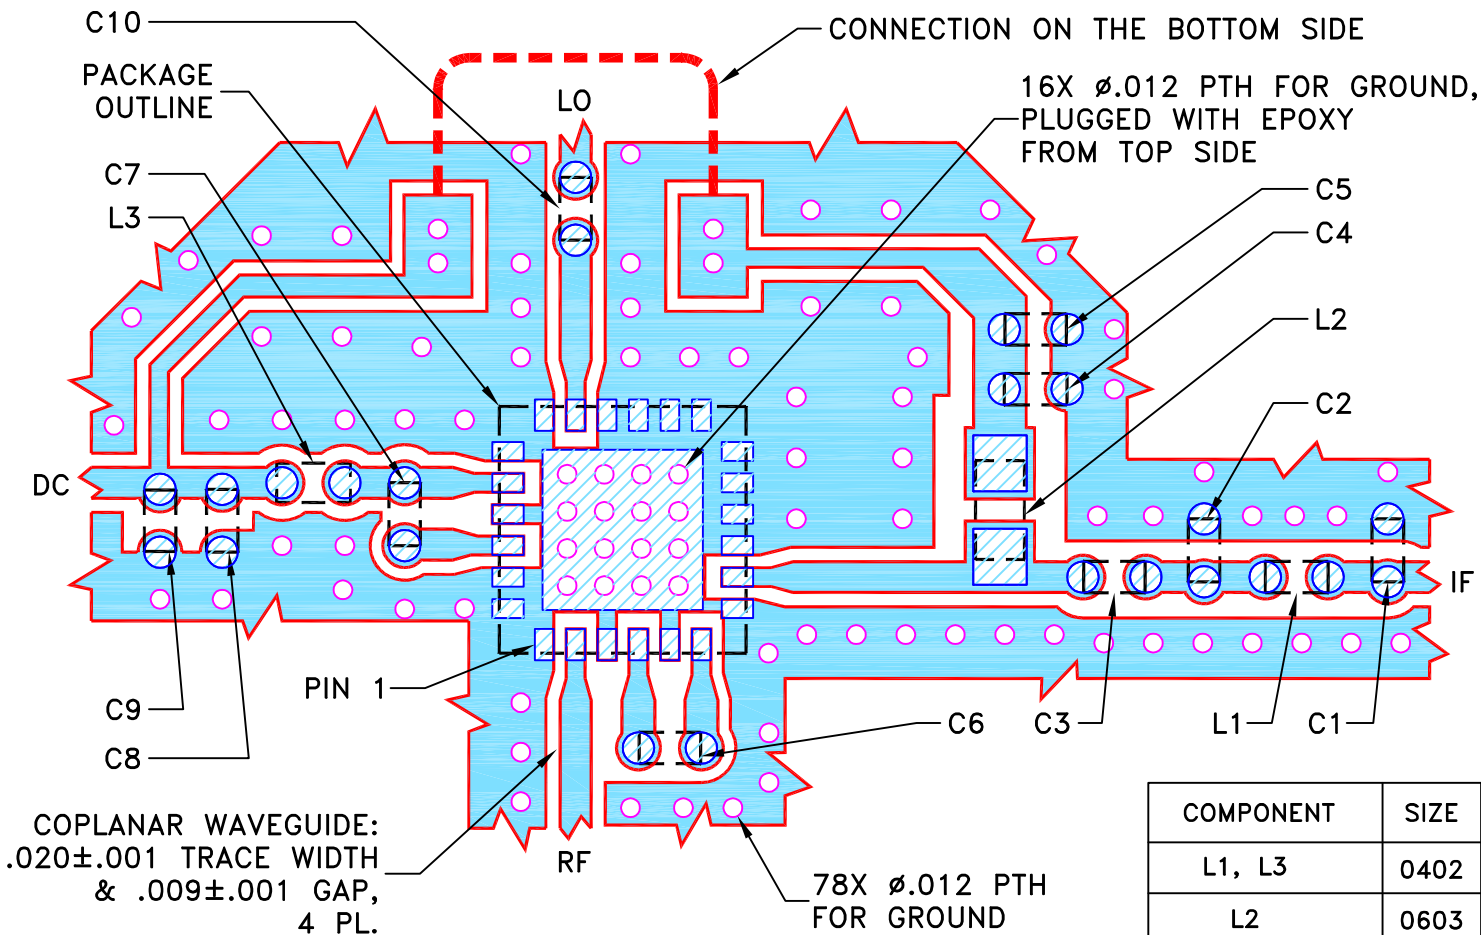 C10
CONNECTION ON THE BOTTOM SIDE
PACKAGE
OUTLINE
LO
16X ø.012 PTH FOR GROUND,
PLUGGED WITH EPOXY
FROM TOP SIDE
C7
L3
C5
C4
L2
C2
DC
IF
PIN 1
C9
C8
C6
C3
L1
C1
COPLANAR WAVEGUIDE:
.020±.001 TRACE WIDTH
& .009±.001 GAP,
4 PL.
RF
78X ø.012 PTH
FOR GROUND
COMPONENT SIZE
L1, L3 0402
L2 0603